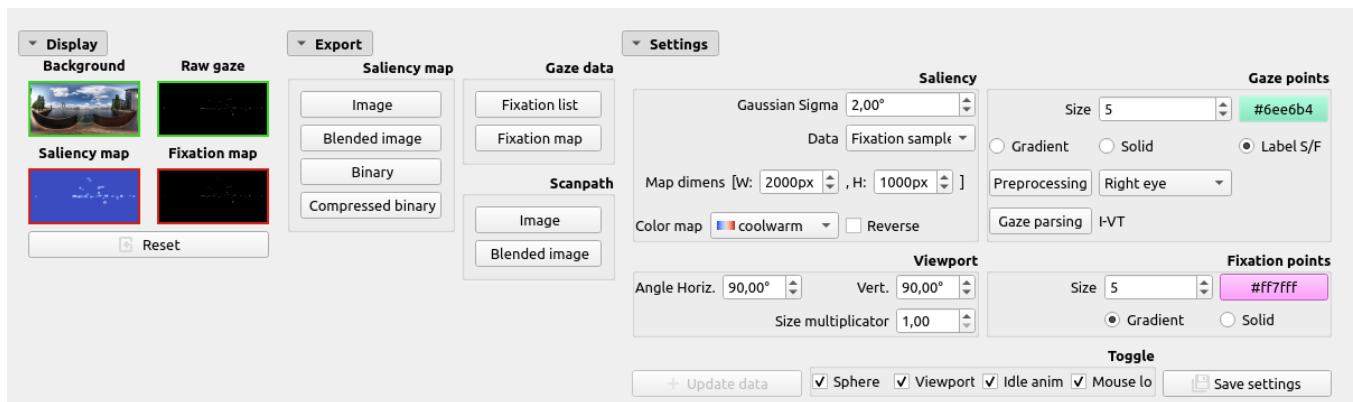 Display
Background
Raw gaze
Saliency map
Fixation map
Reset
Export
Saliency map
Image
Blended image
Binary
Compressed binary
Gaze data
Fixation list
Fixation map
Scanpath
Image
Blended image
Settings
Saliency
Gaussian Sigma 2,00°
Data Fixation sample
Map dimens [W: 2000px , H: 1000px ]
Color map coolwarm Reverse
Gaze points
Size 5 #6ee6b4
Gradient Solid Label S/F
Preprocessing Right eye
Gaze parsing I-VT
Viewport
Angle Horiz. 90,00° Vert. 90,00°
Size multiplicator 1,00
Fixation points
Size 5 #ff7fff
Gradient Solid
Toggle
+ Update data Sphere Viewport Idle anim Mouse lo Save settings